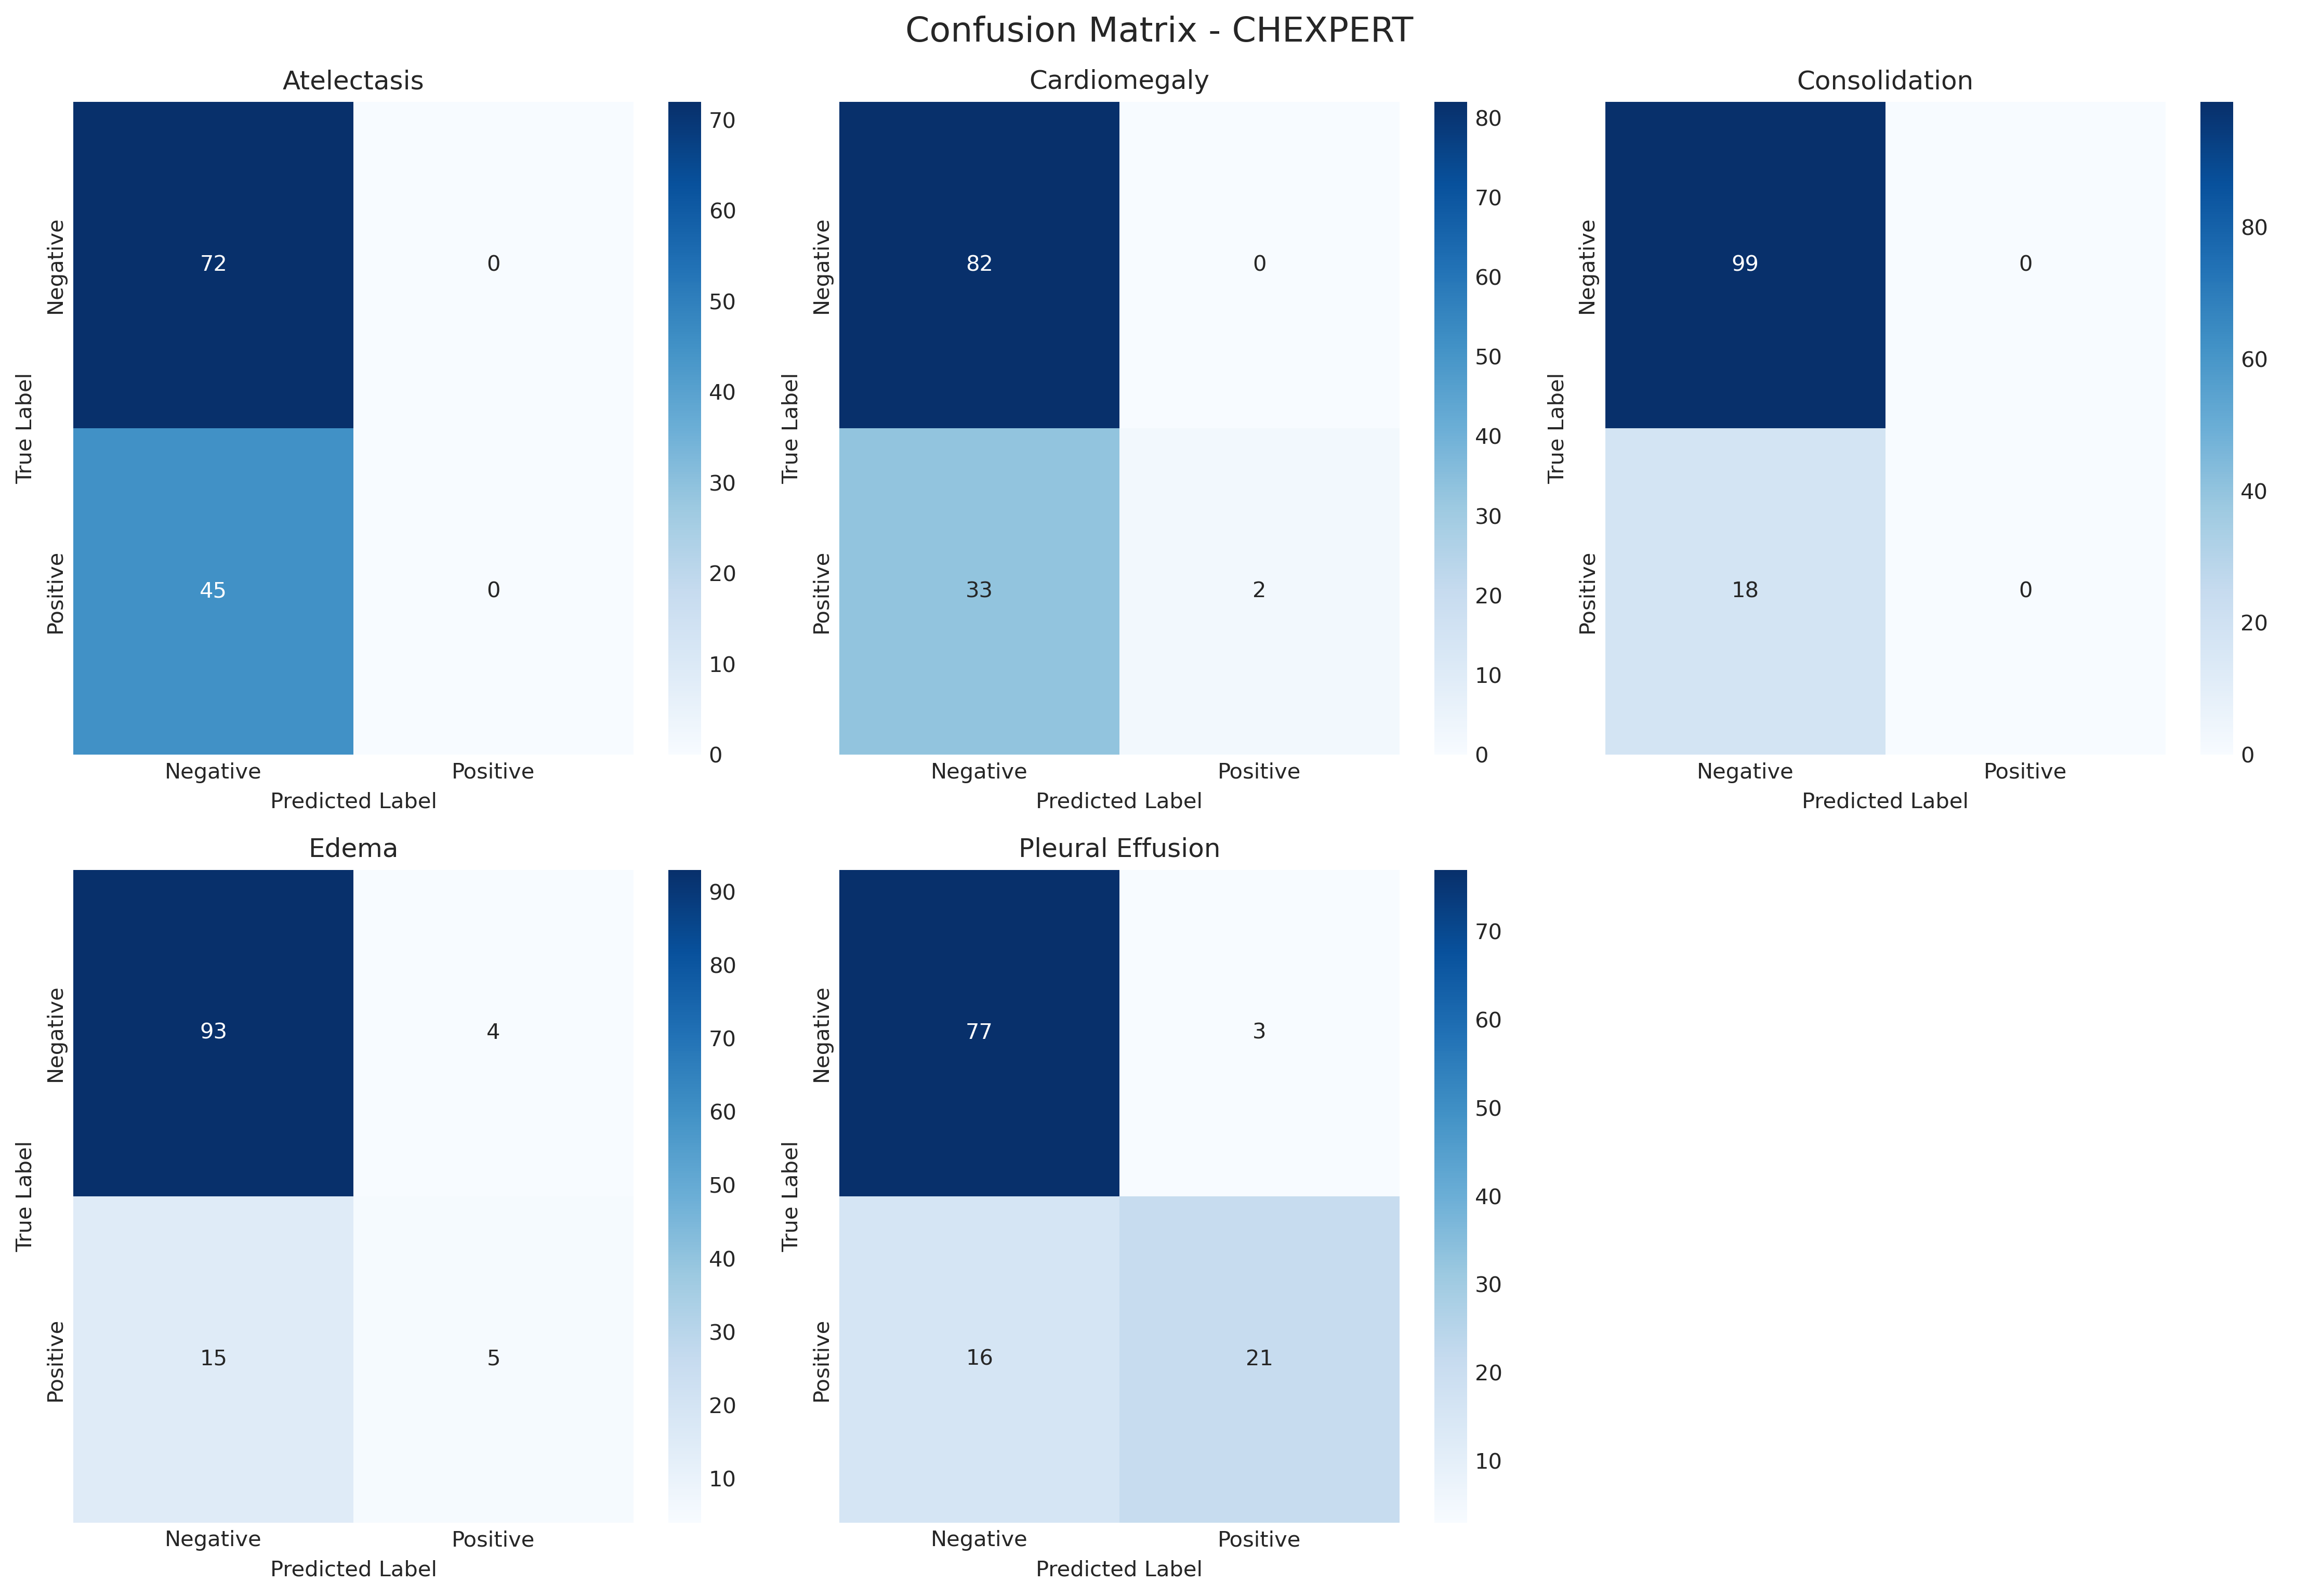 Confusion Matrix - CHEXPERT
Atelectasis
True Label
Negative
Positive
72
0
45
0
Negative
Positive
Predicted Label
70
60
50
40
30
20
10
0
Cardiomegaly
True Label
Negative
Positive
82
0
33
2
Negative
Positive
Predicted Label
80
70
60
50
40
30
20
10
0
Consolidation
True Label
Negative
Positive
99
0
18
0
Negative
Positive
Predicted Label
80
60
40
20
0
Edema
True Label
Negative
Positive
93
4
15
5
Negative
Positive
Predicted Label
90
80
70
60
50
40
30
20
10
Pleural Effusion
True Label
Negative
Positive
77
3
16
21
Negative
Positive
Predicted Label
70
60
50
40
30
20
10